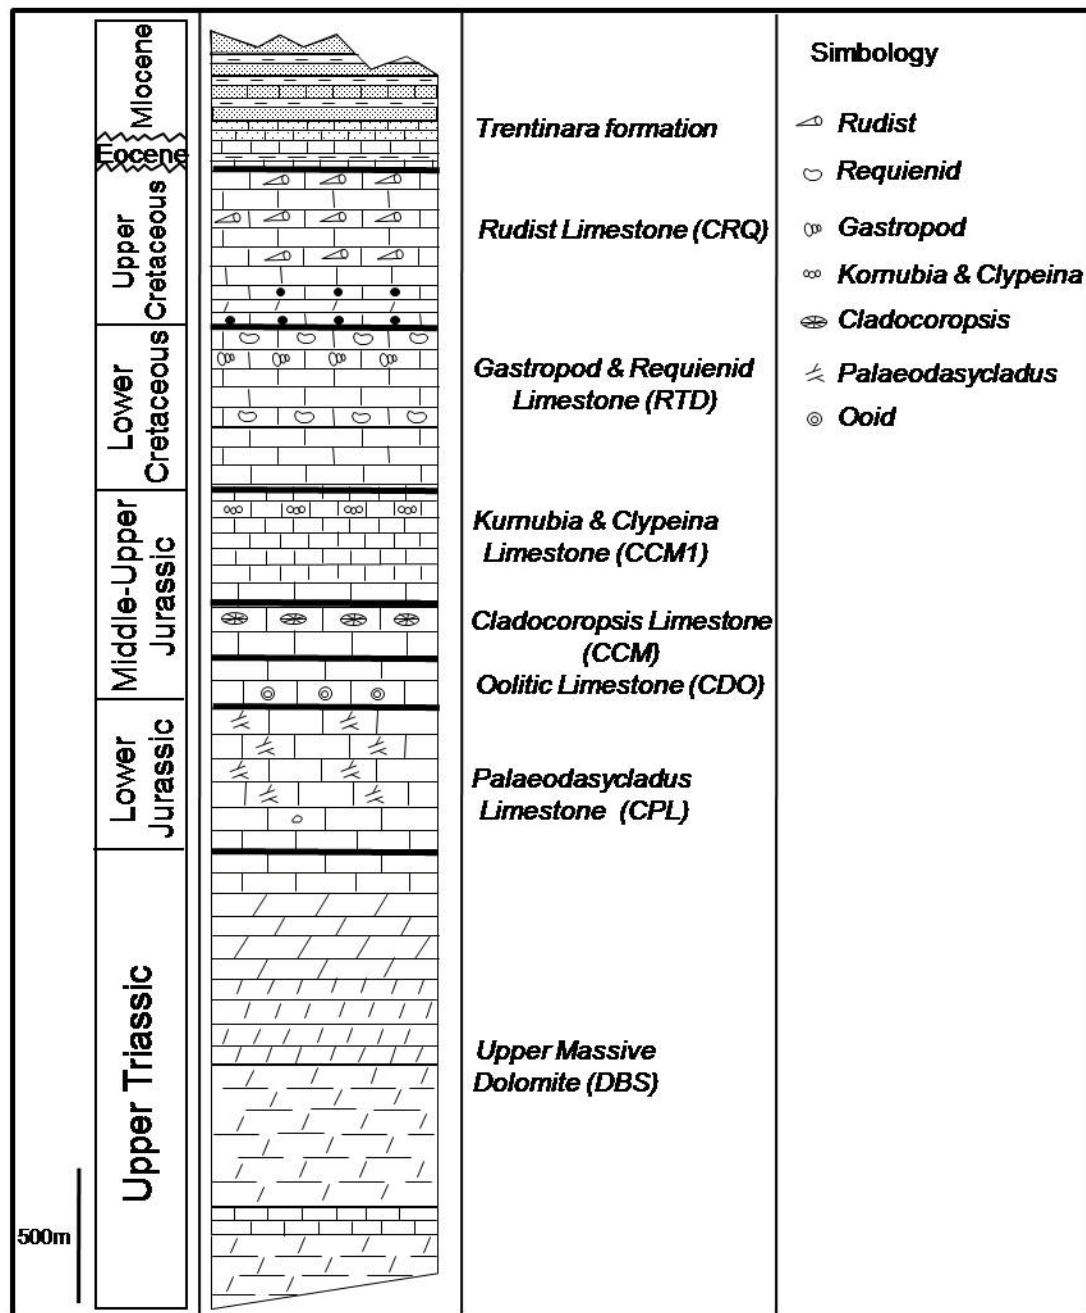 Miocene
Eocene
Upper
Cretaceous
Lower
Cretaceous
Middle-Upper
Jurassic
Lower
Jurassic
Upper Triassic
500m
Trentinara formation
Rudist Limestone (CRQ)
Gastropod & Requienid
Limestone (RTD)
Kurnubia & Clypeina
Limestone (CCM1)
Cladocoropsis Limestone
(CCM)
Oolitic Limestone (CDO)
Palaeodasycladus
Limestone (CPL)
Upper Massive
Dolomite (DBS)
Simbology
Rudist
Requienid
Gastropod
Kornubia & Clypeina
Cladocoropsis
Palaeodasycladus
Ooid